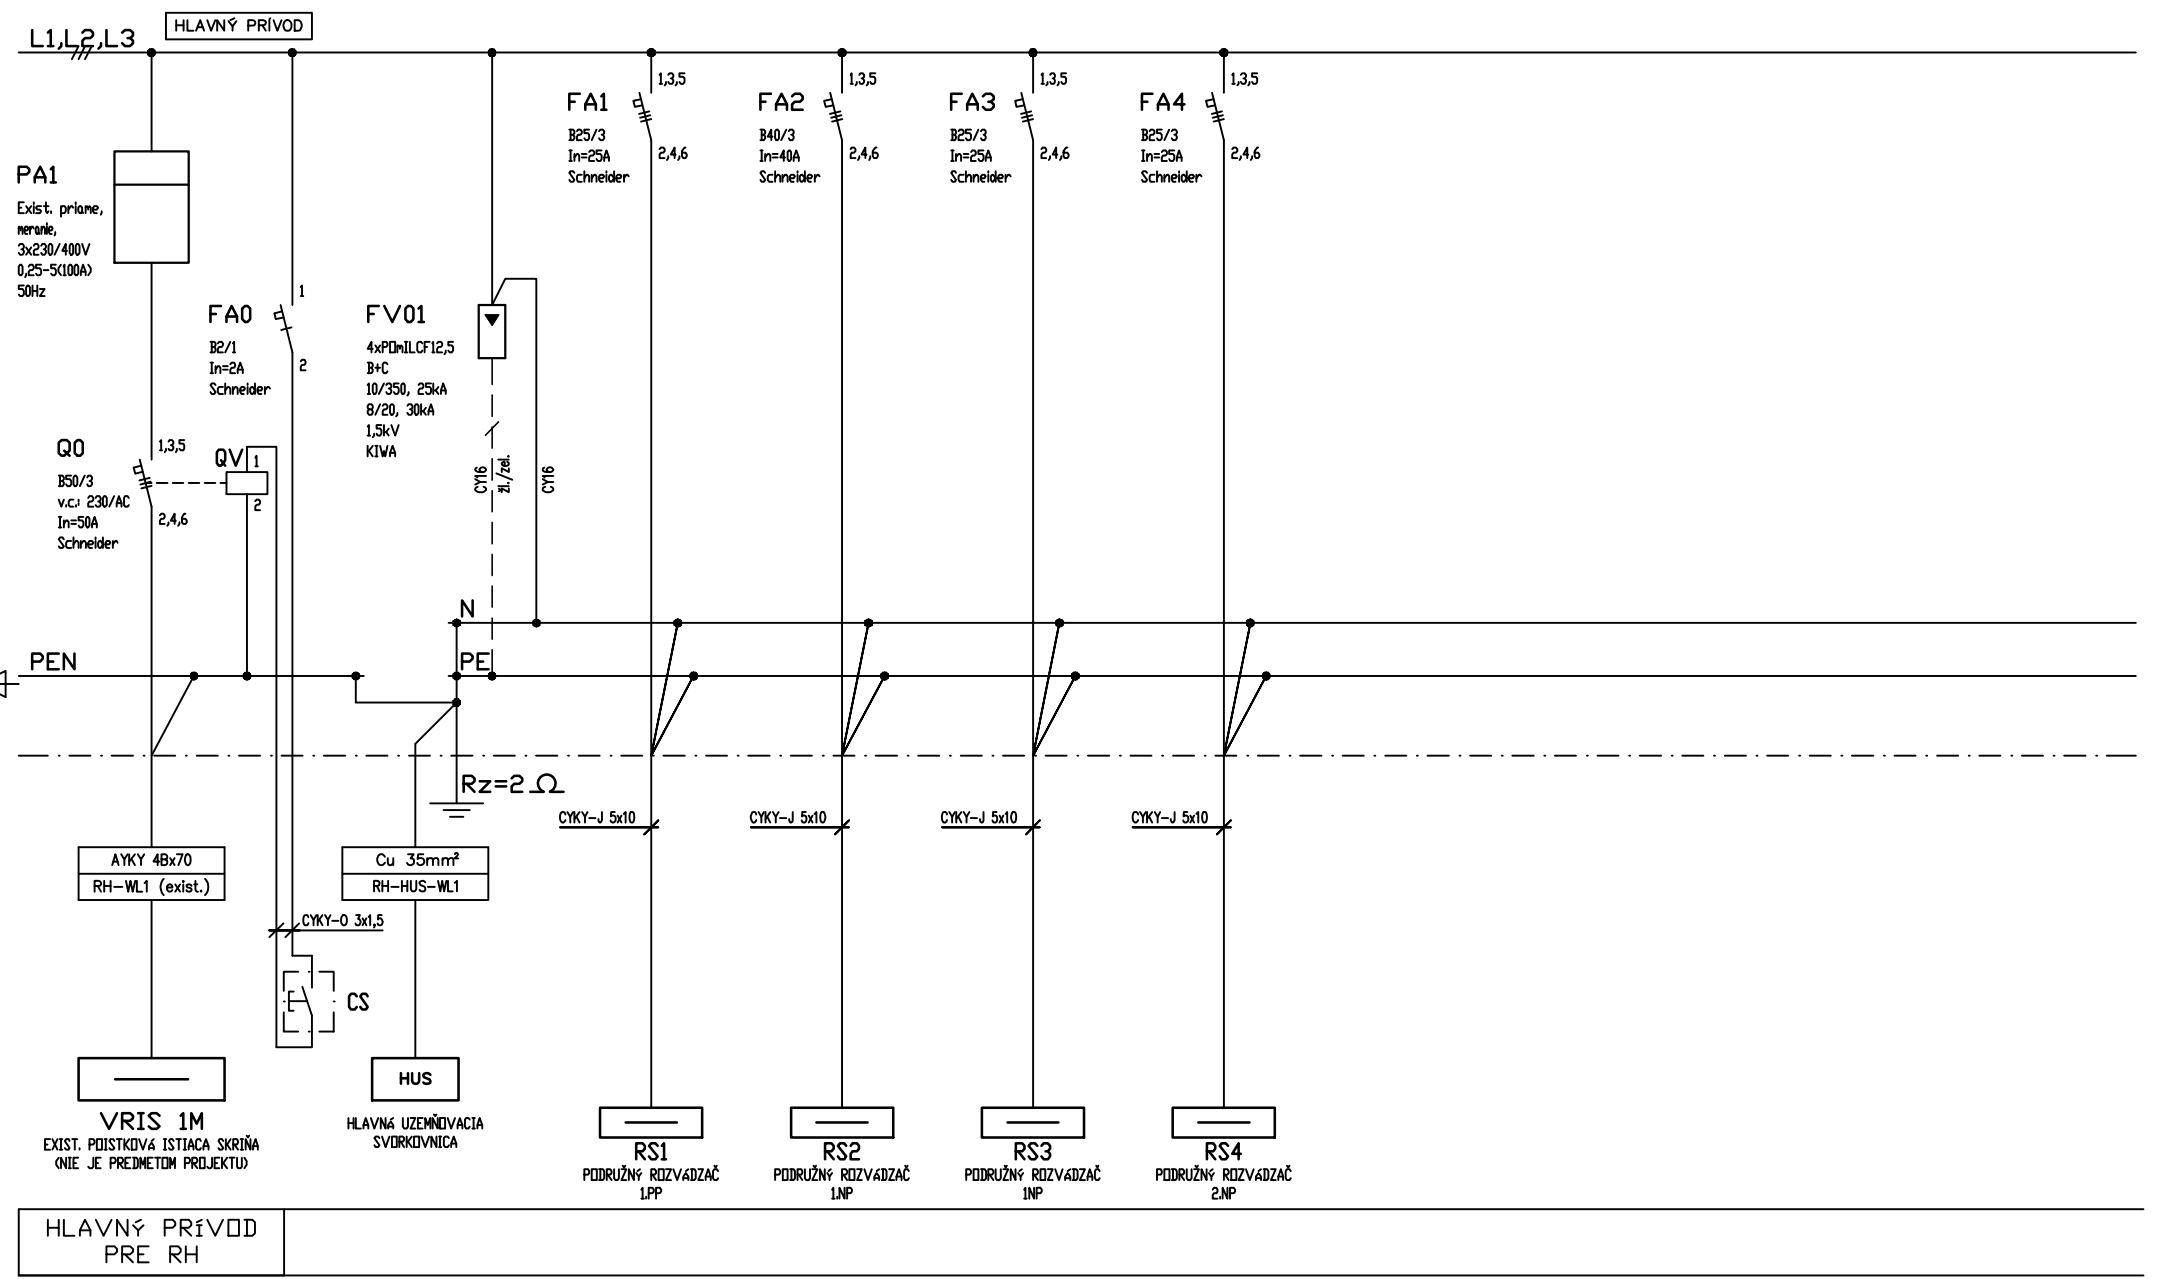 HLAVNÝ PRÍVOD
L1,L2,L3
PA1
Exist. priame,
meranie,
3x230/400V
0,25-5(100A)
50Hz
Q0
B50/3
v.c.: 230/AC
In=50A
Schneider
1,3,5
2,4,6
QV
1
2
FA0
B2/1
In=2A
Schneider
1
2
FV01
4xPOmILCF12,5
B+C
10/350, 25kA
8/20, 30kA
1,5kV
KIWA
CY16
žl./zel.
CY16
FA1
B25/3
In=25A
Schneider
1,3,5
2,4,6
FA2
B40/3
In=40A
Schneider
1,3,5
2,4,6
FA3
B25/3
In=25A
Schneider
1,3,5
2,4,6
FA4
B25/3
In=25A
Schneider
1,3,5
2,4,6
N
PEN
PE
Rz=2 Ω
CYKY-J 5x10
CYKY-J 5x10
CYKY-J 5x10
CYKY-J 5x10
AYKY 4Bx70
RH-WL1 (exist.)
Cu 35mm²
RH-HUS-WL1
CYKY-O 3x1,5
CS
VRIS 1M
EXIST. POISTKOVÁ ISTIACA SKRIŇA
(NIE JE PREDMETOM PROJEKTU)
HUS
HLAVNÁ UZEMŇOVACIA
SVORKOVNICA
RS1
PODRUŽNÝ ROZVÁDZAČ
1.PP
RS2
PODRUŽNÝ ROZVÁDZAČ
1.NP
RS3
PODRUŽNÝ ROZVÁDZAČ
1NP
RS4
PODRUŽNÝ ROZVÁDZAČ
2.NP
HLAVNÝ PRÍVOD
PRE RH